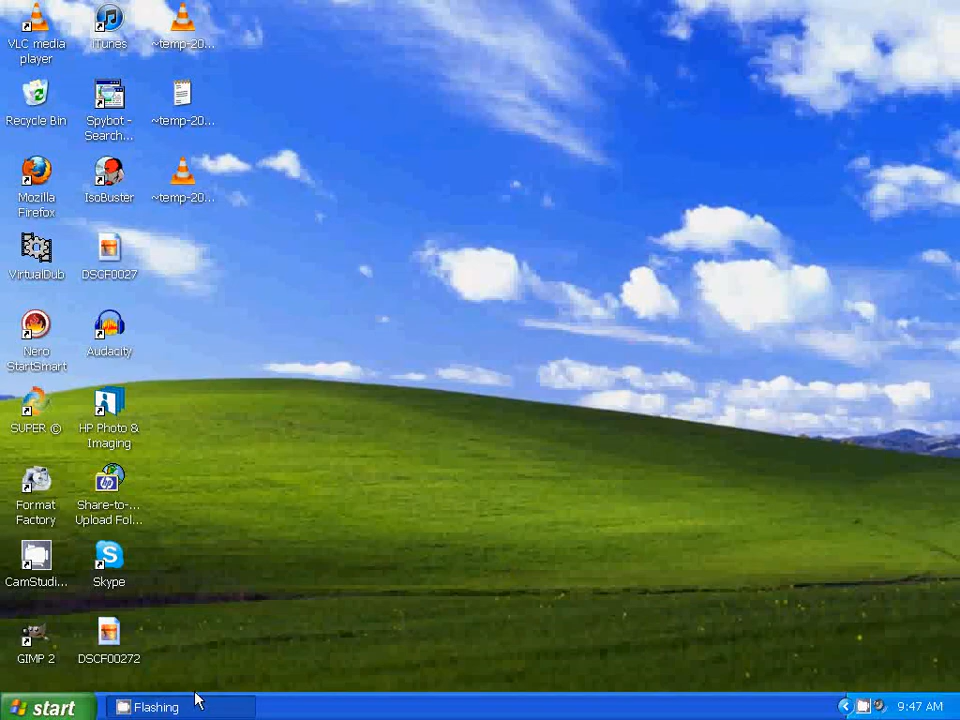 VLC media
player
iTunes
~temp-20...
Recycle Bin
Spybot -
Search...
~temp-20...
Mozilla
Firefox
IsoBuster
~temp-20...
VirtualDub
DSCF0027
Nero
StartSmart
Audacity
SUPER ©
HP Photo &
Imaging
Format
Factory
Share-to-...
Upload Fol...
CamStudi...
Skype
GIMP 2
DSCF00272
start
Flashing
9:47 AM